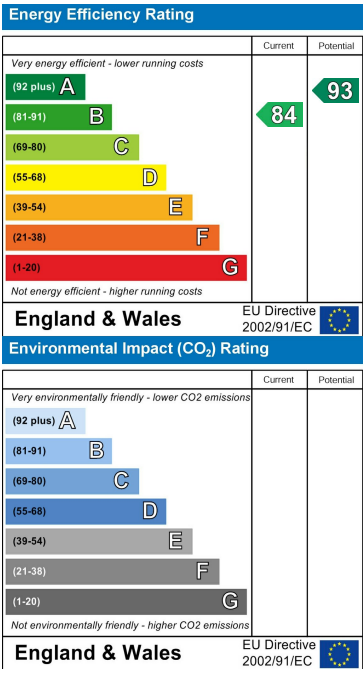 Energy Efficiency Rating
Current Potential
Very energy efficient - lower running costs
(92 plus) A
93
(81-91) B
84
(69-80) C
(55-68) D
(39-54) E
(21-38) F
(1-20) G
Not energy efficient - higher running costs
England & Wales
EU Directive
2002/91/EC
Environmental Impact (CO₂) Rating
Current Potential
Very environmentally friendly - lower CO2 emissions
(92 plus) A
(81-91) B
(69-80) C
(55-68) D
(39-54) E
(21-38) F
(1-20) G
Not environmentally friendly - higher CO2 emissions
England & Wales
EU Directive
2002/91/EC